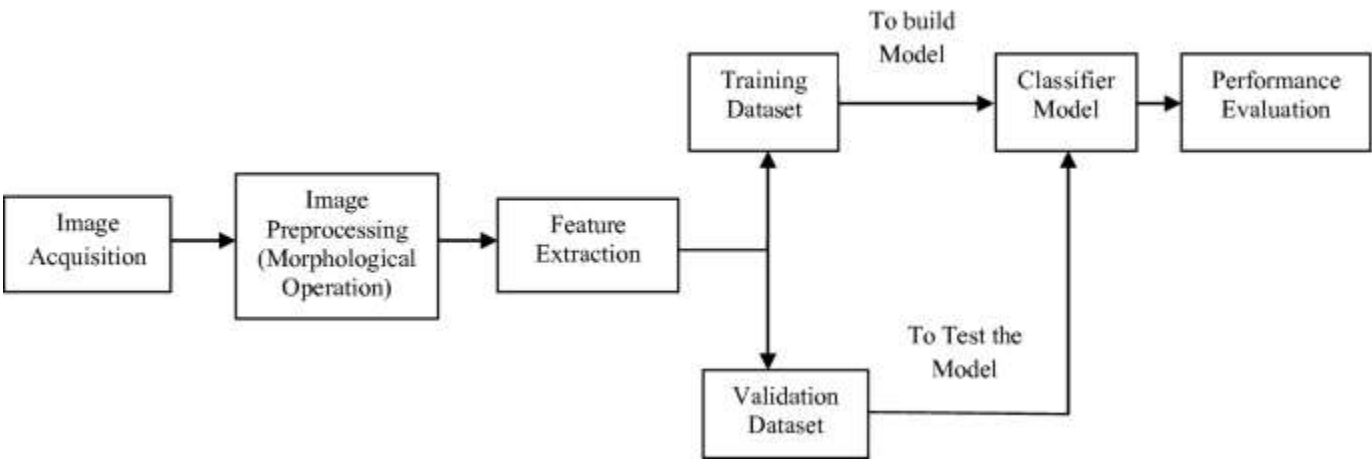 Image
Acquisition
Image
Preprocessing
(Morphological
Operation)
Feature
Extraction
Training
Dataset
To build
Model
Classifier
Model
Performance
Evaluation
Validation
Dataset
To Test the
Model